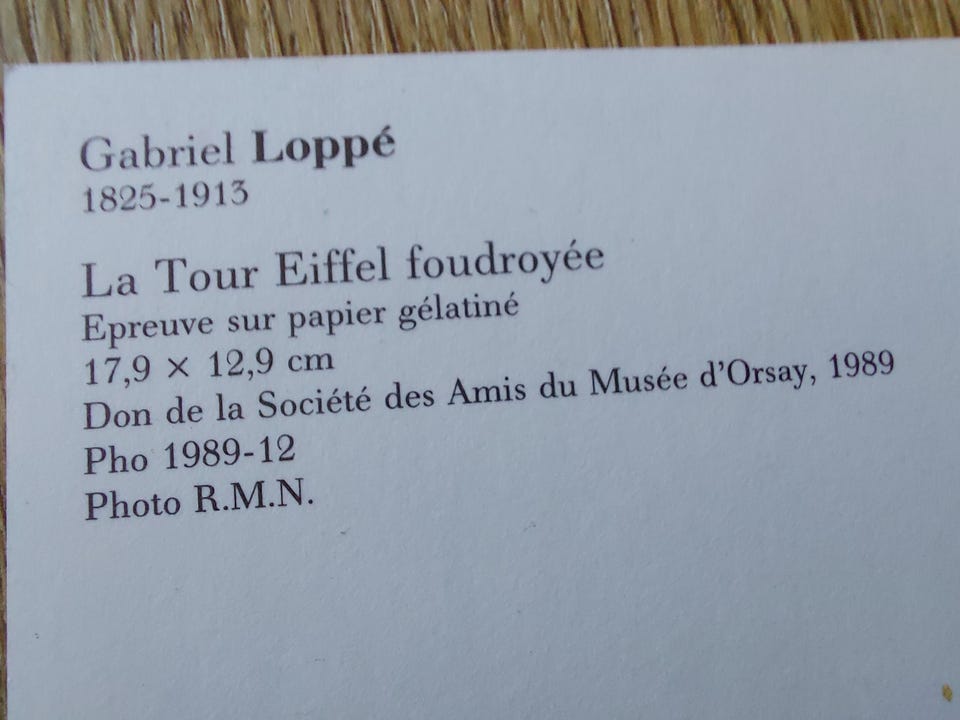 Gabriel Loppé
1825-1913
La Tour Eiffel foudroyée
Epreuve sur papier gélatiné
17,9 × 12,9 cm
Don de la Société des Amis du Musée d'Orsay, 1989
Pho 1989-12
Photo R.M.N.